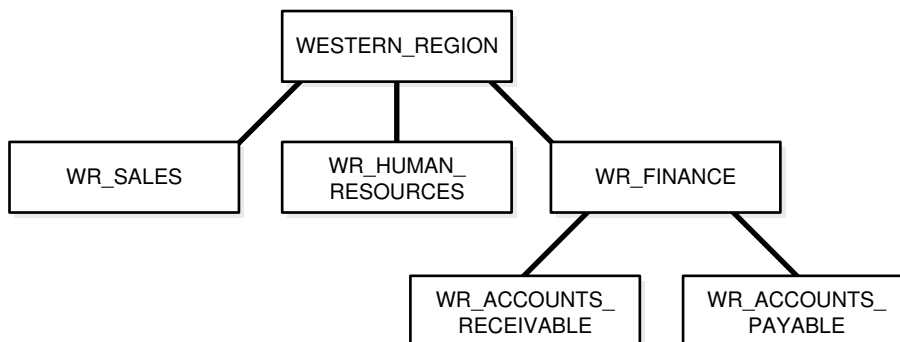 WESTERN_REGION
WR_SALES
WR_HUMAN_
RESOURCES
WR_FINANCE
WR_ACCOUNTS_
RECEIVABLE
WR_ACCOUNTS_
PAYABLE